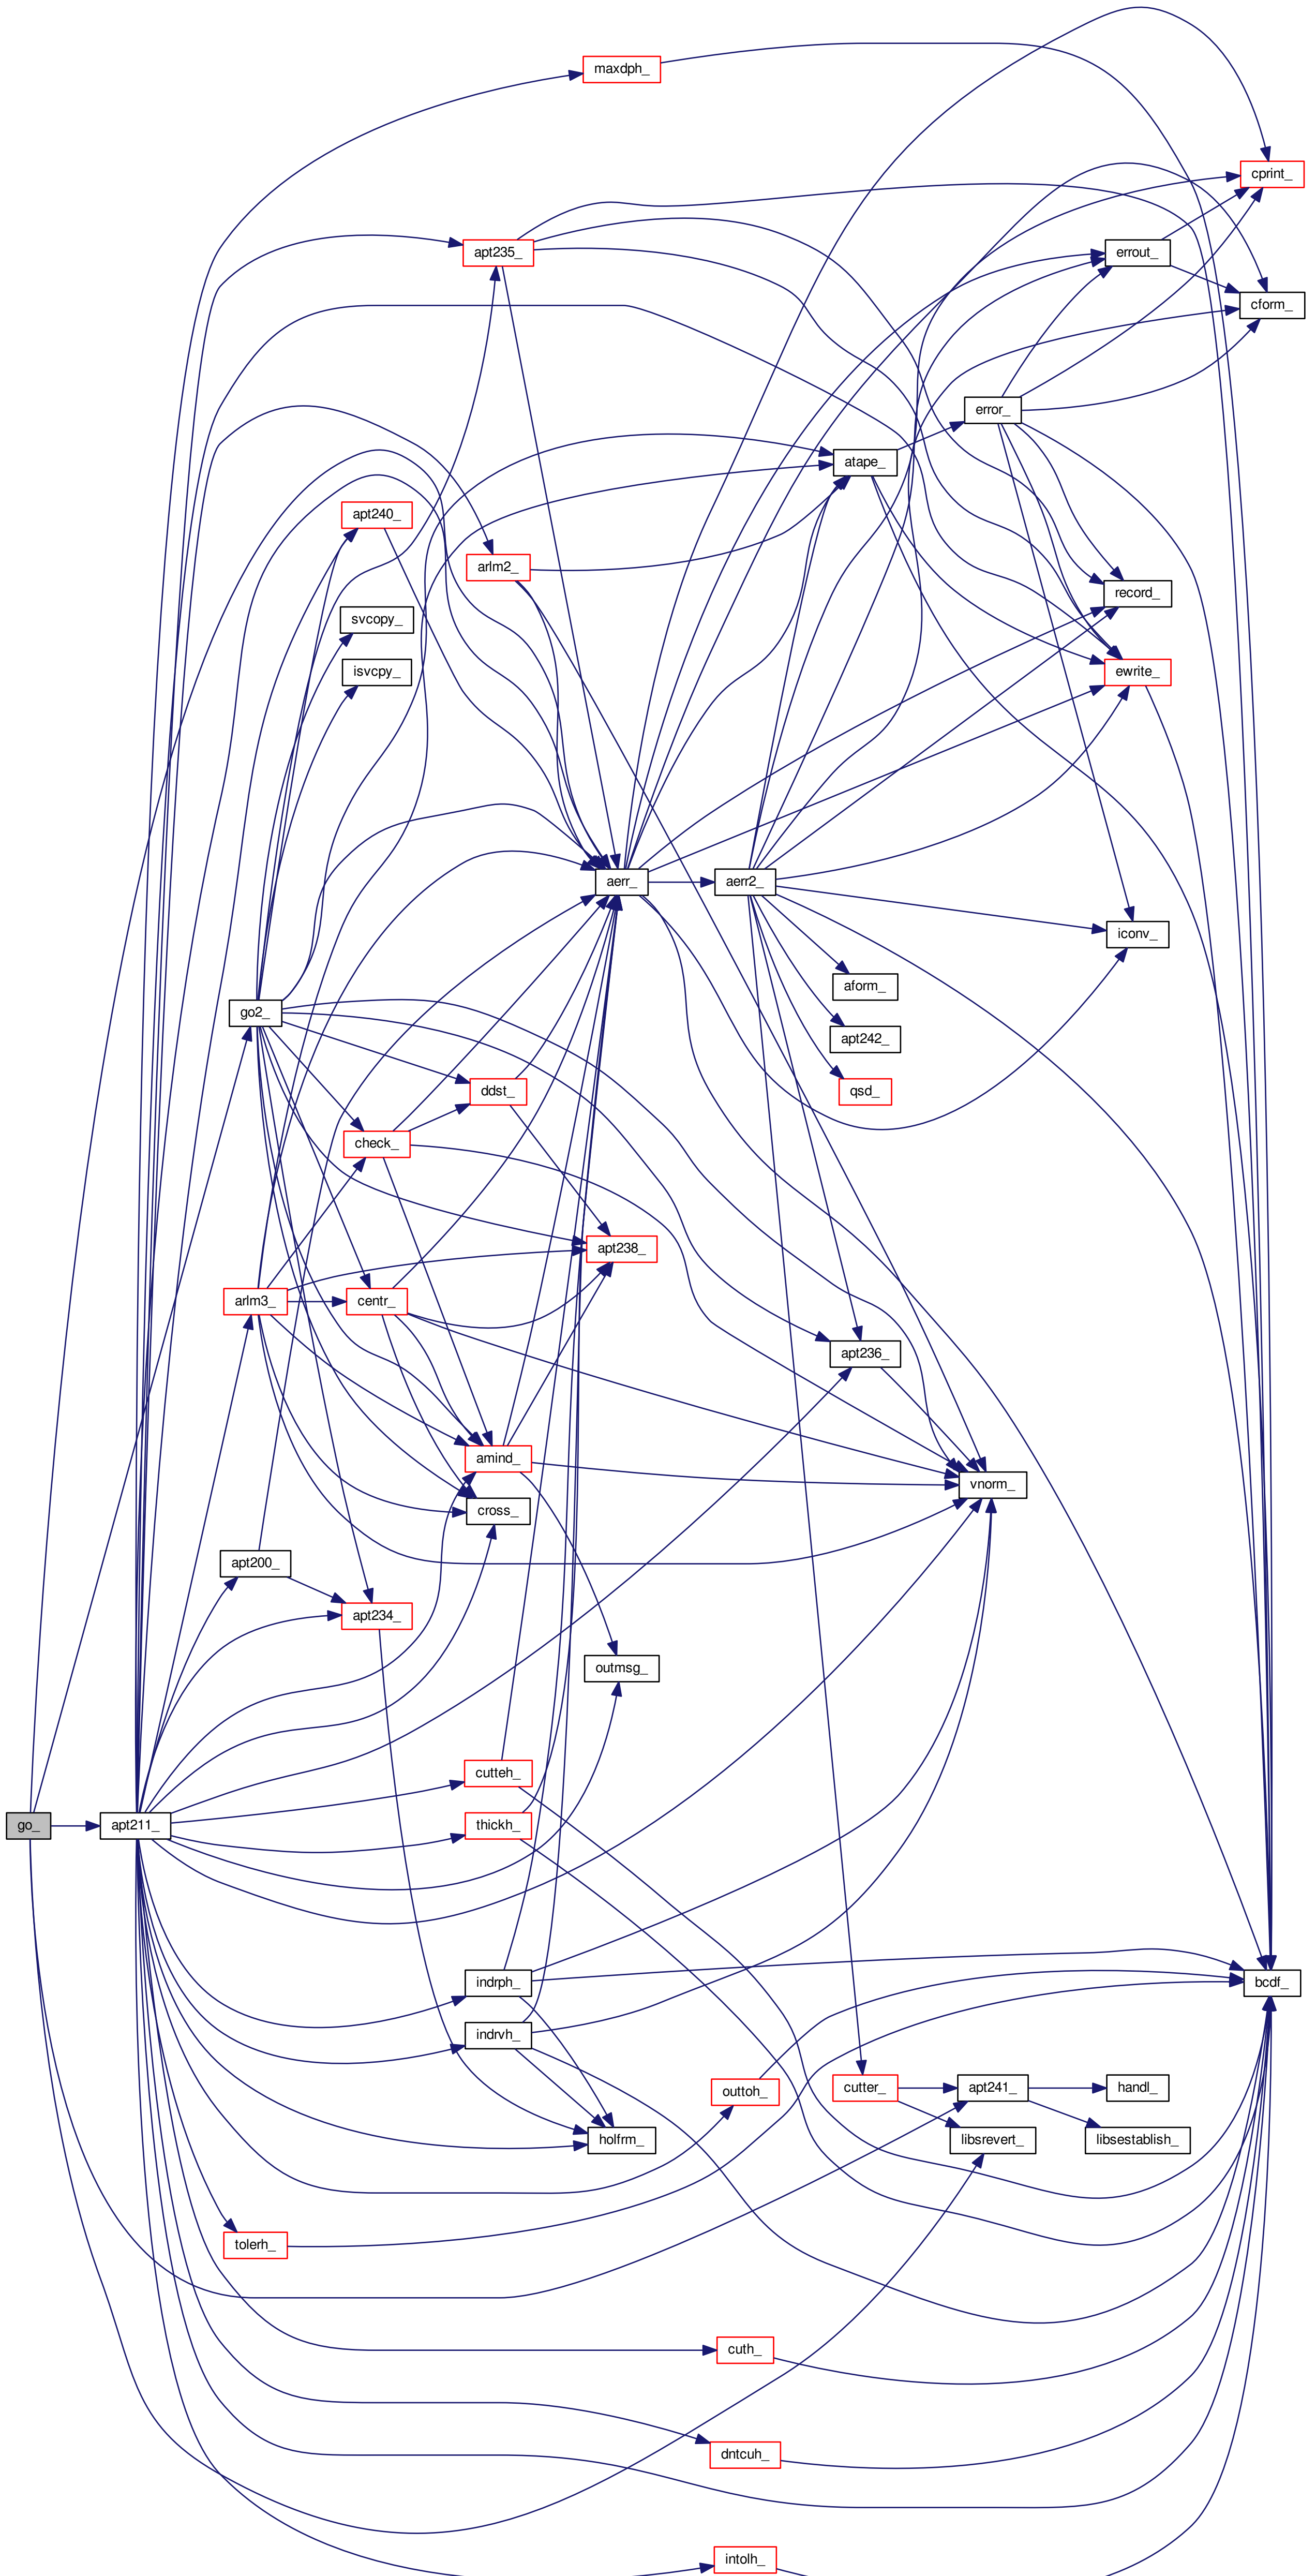 maxdph_
cprint_
apt235_
errout_
cform_
error_
atape_
apt240_
arlm2_
record_
svcopy_
isvcpy_
ewrite_
aerr_
aerr2_
iconv_
aform_
go2_
apt242_
ddst_
qsd_
check_
apt238_
arlm3_
centr_
apt236_
amind_
vnorm_
cross_
apt200_
apt234_
outmsg_
cutteh_
go_
apt211_
thickh_
indrph_
bcdf_
indrvh_
outtoh_
cutter_
apt241_
handl_
holfrm_
libsrevert_
libsestablish_
tolerh_
cuth_
dntcuh_
intolh_